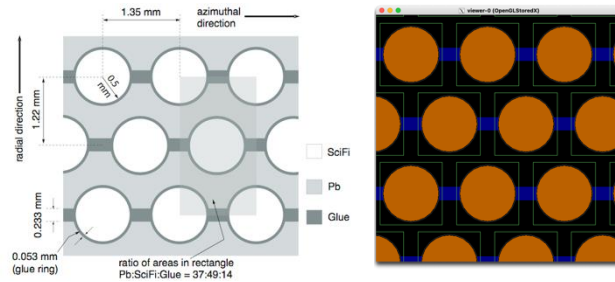 1.35 mm
azimuthal
direction
radial direction
0.5
mm
1.22 mm
0.233 mm
0.053 mm
(glue ring)
ratio of areas in rectangle
Pb:SciFi:Glue = 37:49:14
SciFi
Pb
Glue
viewer-0 (OpenGLStoredX)